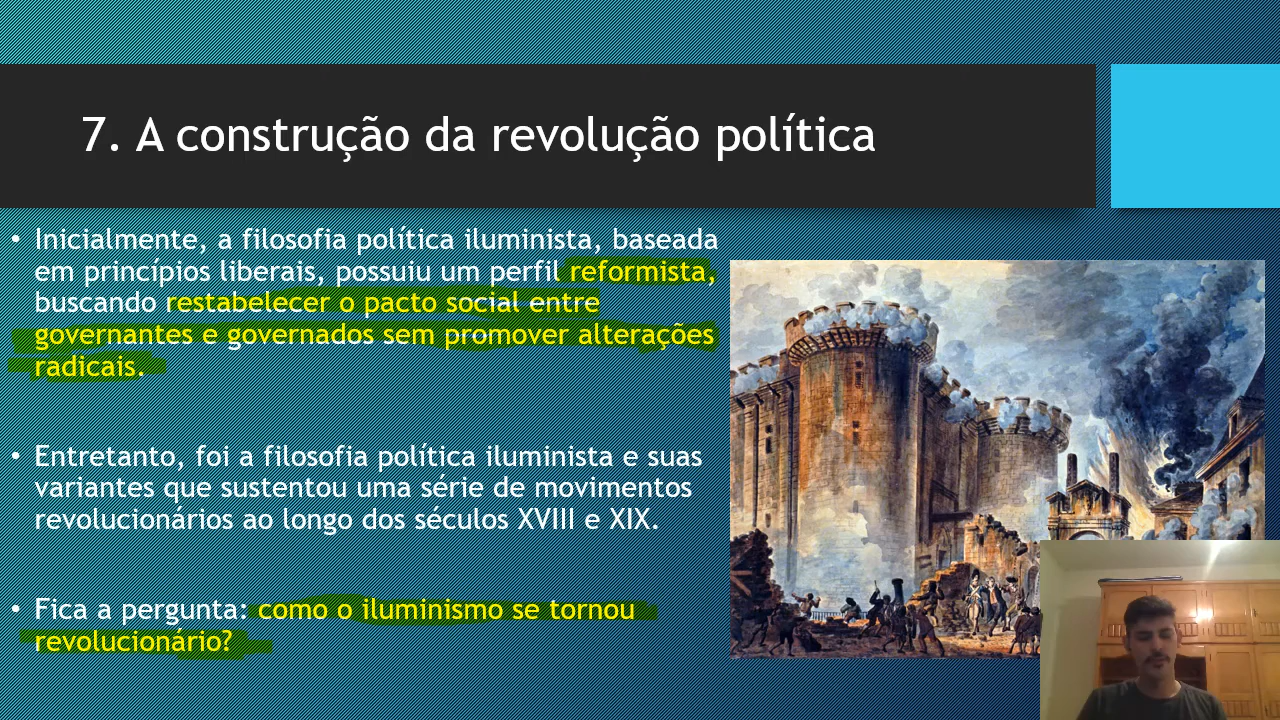 7. A construção da revolução política
• Inicialmente, a filosofia política iluminista, baseada
em princípios liberais, possuiu um perfil reformista,
buscando restabelecer o pacto social entre
governantes e governados sem promover alterações
radicais.
• Entretanto, foi a filosofia política iluminista e suas
variantes que sustentou uma série de movimentos
revolucionários ao longo dos séculos XVIII e XIX.
• Fica a pergunta: como o iluminismo se tornou
revolucionário?